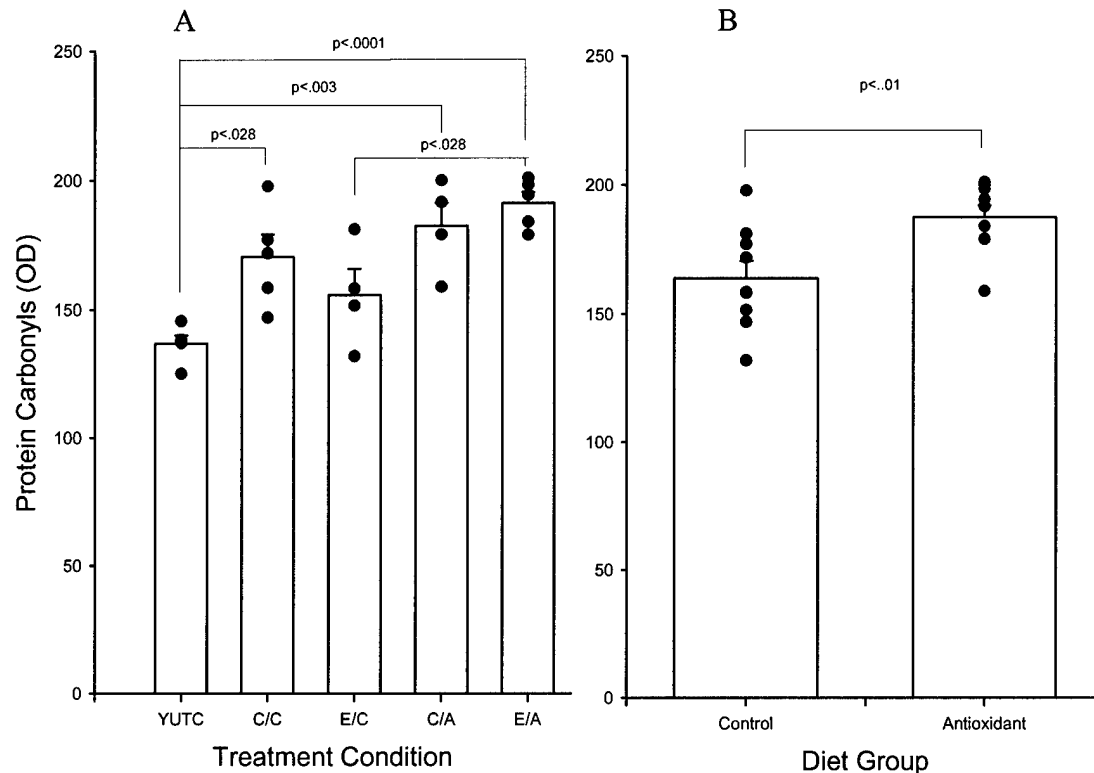 A
B
p<.0001
p<.003
p<.028
p<.028
p<..01
250
200
150
100
50
0
Protein Carbonyls (OD)
YUTC C/C E/C C/A E/A
Treatment Condition
250
200
150
100
50
0
Control Antioxidant
Diet Group